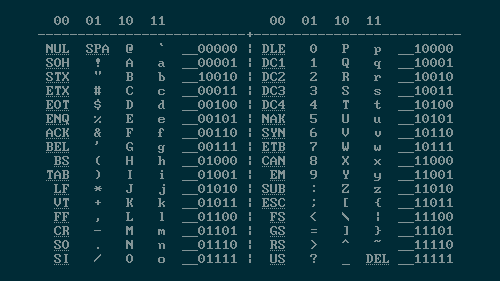 00 01 10 11 00 01 10 11
NUL SPA @ ` __00000 ¦ DLE 0 P p __10000
SOH ! A a __00001 ¦ DC1 1 Q q __10001
STX " B b __10010 ¦ DC2 2 R r __10010
ETX # C c __00011 ¦ DC3 3 S s __10011
EOT $ D d __00100 ¦ DC4 4 T t __10100
ENQ % E e __00101 ¦ NAK 5 U u __10101
ACK & F f __00110 ¦ SYN 6 V v __10110
BEL ' G g __00111 ¦ ETB 7 W w __10111
BS ( H h __01000 ¦ CAN 8 X x __11000
TAB ) I i __01001 ¦ EM 9 Y y __11001
LF * J j __01010 ¦ SUB : Z z __11010
VT + K k __01011 ¦ ESC ; [ { __11011
FF , L l __01100 ¦ FS < \ ¦ __11100
CR - M m __01101 ¦ GS = ] } __11101
SO . N n __01110 ¦ RS > ^ ~ __11110
SI / O o __01111 ¦ US ? _ DEL __11111